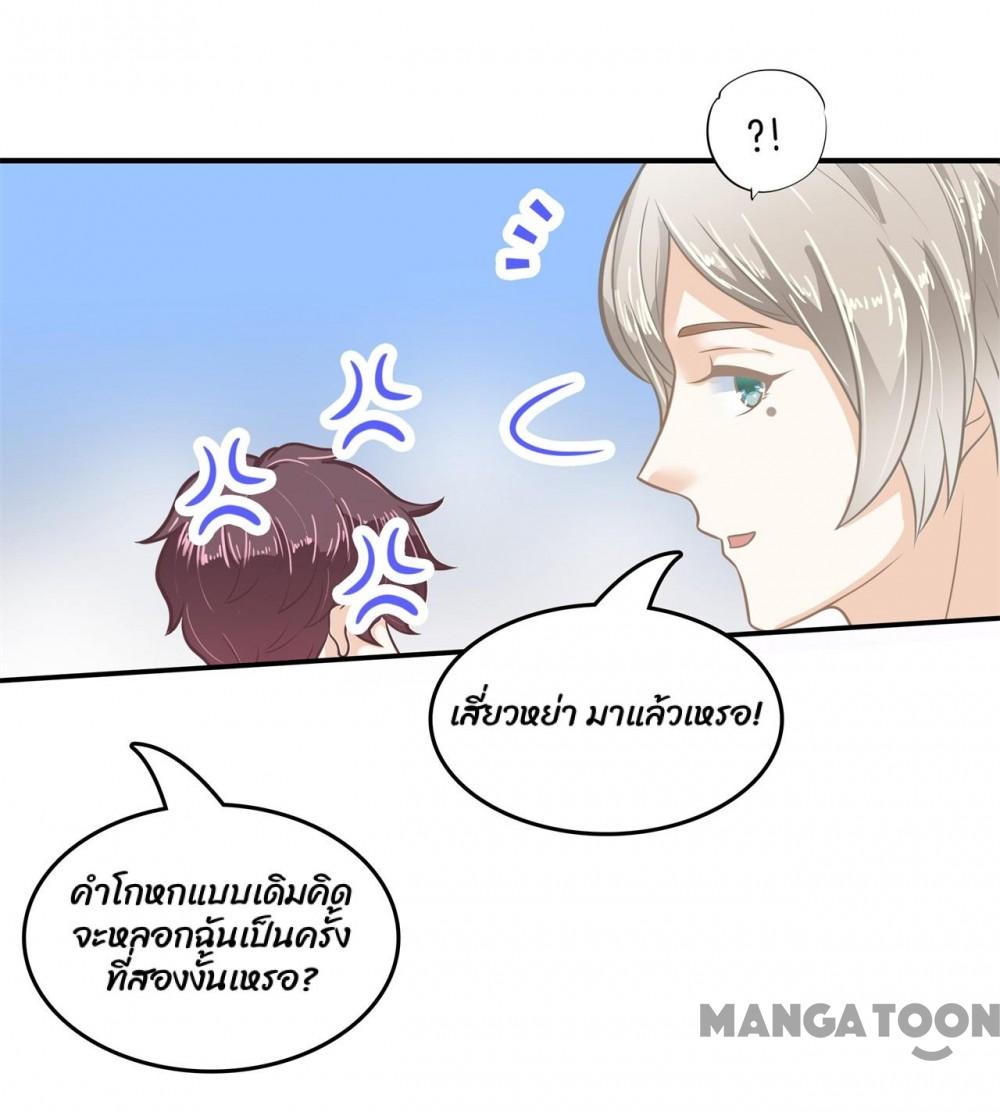 ?!
เสี่ยวหย่า มาแล้วเหรอ!
คำโกหกแบบเดิมคิด
จะหลอกฉันเป็นครั้ง
ที่สองงั้นเหรอ?
MANGATOON